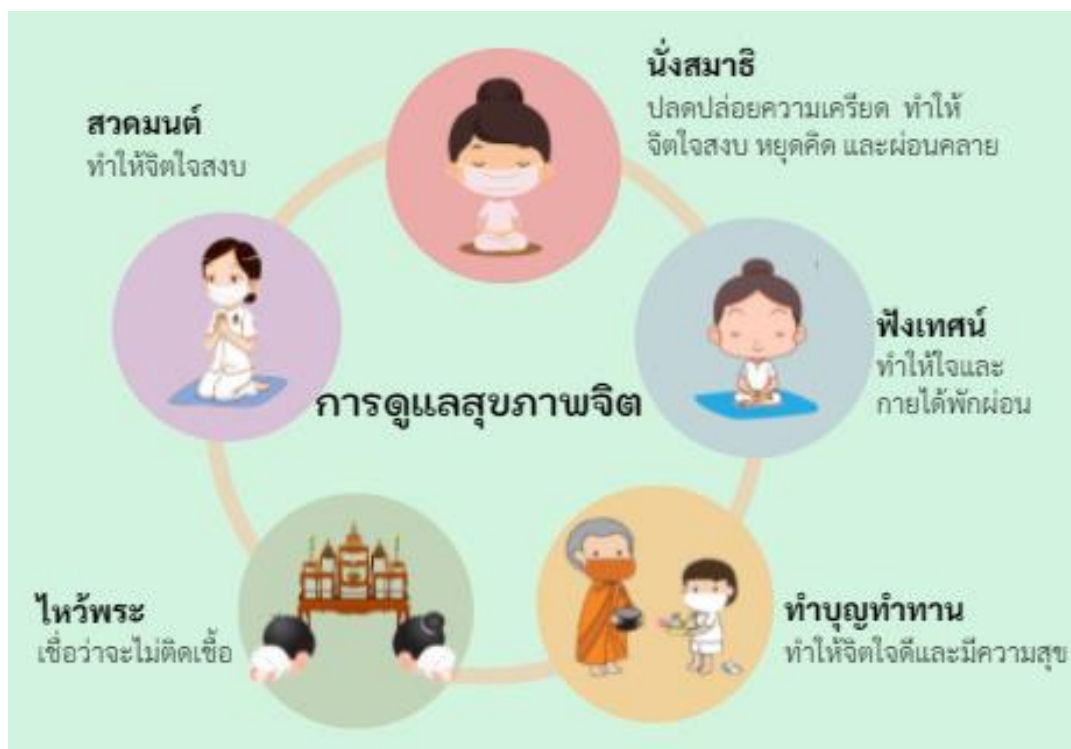 นั่งสมาธิ
ปลดปล่อยความเครียด ทำให้
จิตใจสงบ หยุดคิด และผ่อนคลาย
สวดมนต์
ทำให้จิตใจสงบ
ฟังเทศน์
ทำให้ใจและ
กายได้พักผ่อน
การดูแลสุขภาพจิต
ไหว้พระ
เชื่อว่าจะไม่ติดเชื้อ
ทำบุญทำทาน
ทำให้จิตใจดีและมีความสุข